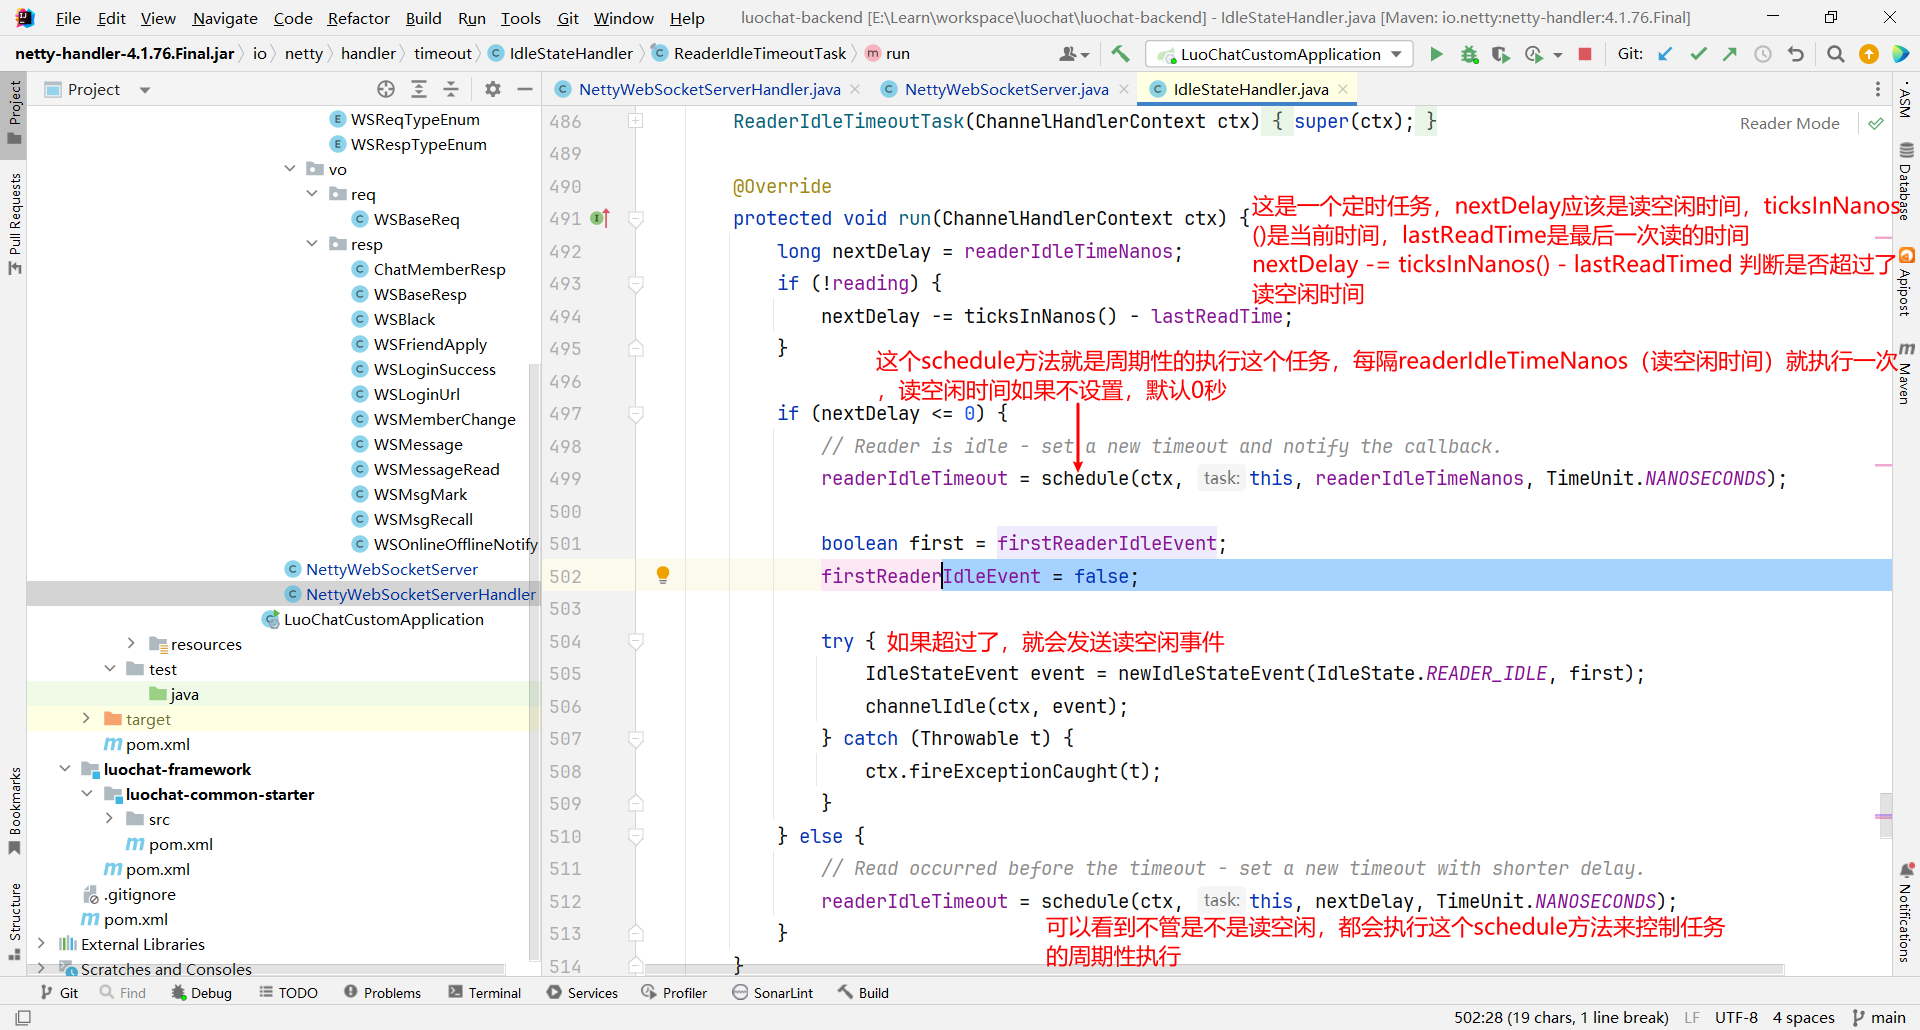 File Edit View Navigate Code Refactor Build Run Tools Git Window Help luochat-backend [E:\Learn\workspace\luochat\luochat-backend] - IdleStateHandler.java [Maven: io.netty:netty-handler:4.1.76.Final]
netty-handler-4.1.76.Final.jar io netty handler timeout IdleStateHandler ReaderIdleTimeoutTask run LuoChatCustomApplication Git:
Project NettyWebSocketServerHandler.java NettyWebSocketServer.java IdleStateHandler.java
Project
Pull Requests
Bookmarks
Structure
WSReqTypeEnum
WSRespTypeEnum
vo
req
WSBaseReq
resp
ChatMemberResp
WSBaseResp
WSBlack
WSFriendApply
WSLoginSuccess
WSLoginUrl
WSMemberChange
WSMessage
WSMessageRead
WSMsgMark
WSMsgRecall
WSOnlineOfflineNotify
NettyWebSocketServer
NettyWebSocketServerHandler
LuoChatCustomApplication
resources
test
java
target
pom.xml
luochat-framework
luochat-common-starter
src
pom.xml
pom.xml
.gitignore
pom.xml
External Libraries
Scratches and Consoles
Reader Mode
486 ReaderIdleTimeoutTask(ChannelHandlerContext ctx) { super(ctx); }
489
490 @Override
491 protected void run(ChannelHandlerContext ctx) {
这是一个定时任务，nextDelay应该是读空闲时间，ticksInNanos
()是当前时间，lastReadTime是最后一次读的时间
nextDelay -= ticksInNanos() - lastReadTimed 判断是否超过了
读空闲时间
492 long nextDelay = readerIdleTimeNanos;
493 if (!reading) {
494 nextDelay -= ticksInNanos() - lastReadTime;
495 }
这个schedule方法就是周期性的执行这个任务，每隔readerIdleTimeNanos（读空闲时间）就执行一次
，读空闲时间如果不设置，默认0秒
496
497 if (nextDelay <= 0) {
498 // Reader is idle - set a new timeout and notify the callback.
499 readerIdleTimeout = schedule(ctx, task: this, readerIdleTimeNanos, TimeUnit.NANOSECONDS);
500
501 boolean first = firstReaderIdleEvent;
502 firstReaderIdleEvent = false;
503
504 try { 如果超过了，就会发送读空闲事件
505 IdleStateEvent event = newIdleStateEvent(IdleState.READER_IDLE, first);
506 channelIdle(ctx, event);
507 } catch (Throwable t) {
508 ctx.fireExceptionCaught(t);
509 }
510 } else {
511 // Read occurred before the timeout - set a new timeout with shorter delay.
512 readerIdleTimeout = schedule(ctx, task: this, nextDelay, TimeUnit.NANOSECONDS);
513 }
可以看到不管是不是读空闲，都会执行这个schedule方法来控制任务
的周期性执行
514 }
ASM
Database
Apipost
Maven
Notifications
Git Find Debug TODO Problems Terminal Services Profiler SonarLint Build
502:28 (19 chars, 1 line break) LF UTF-8 4 spaces main